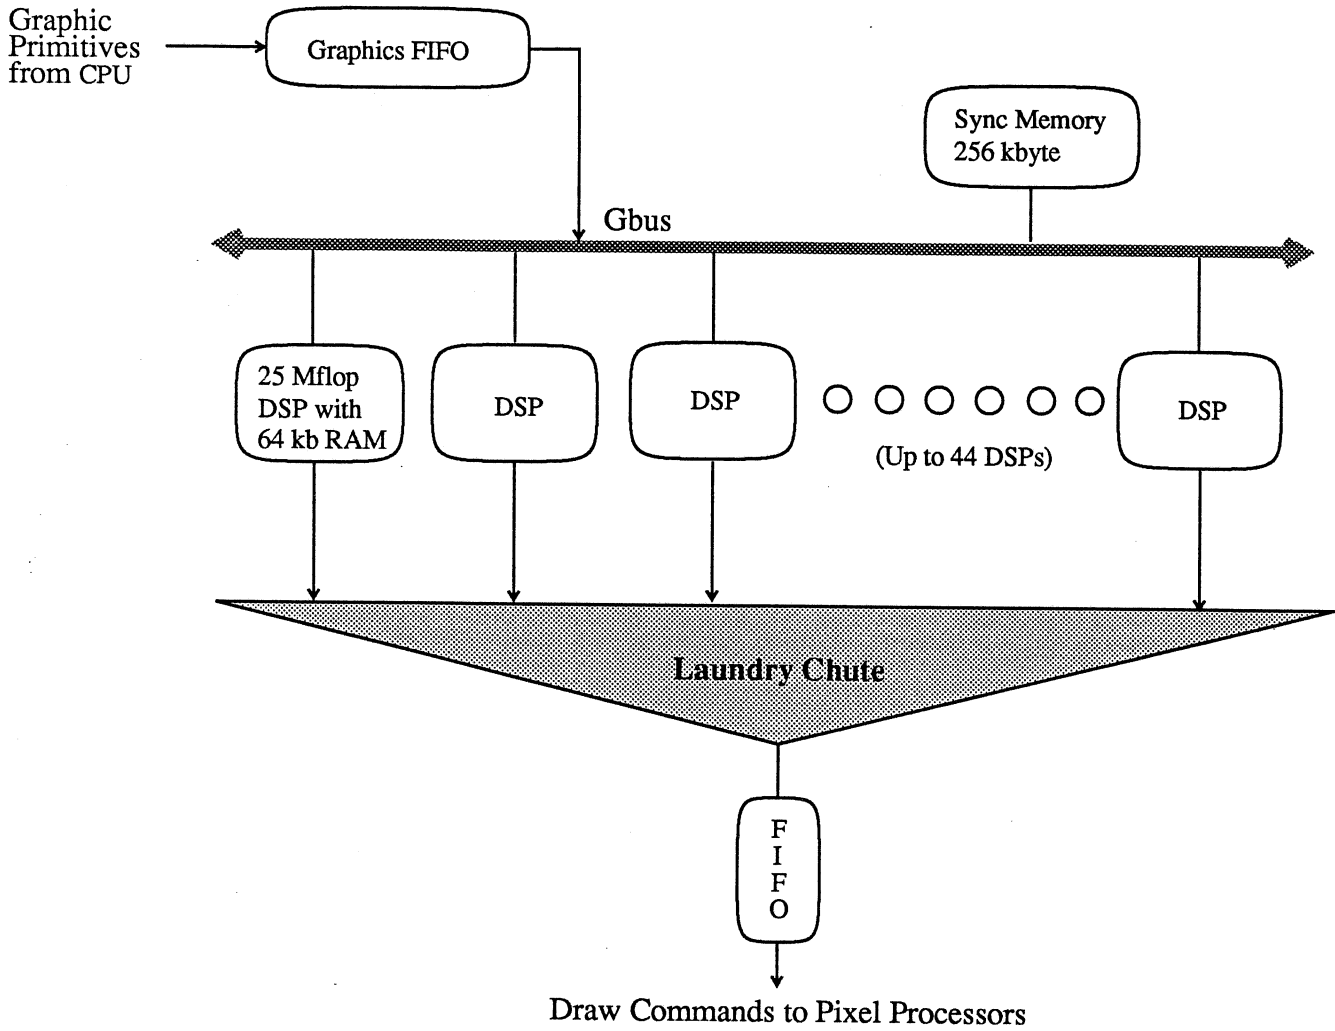 Graphic
Primitives
from CPU
Graphics FIFO
Sync Memory
256 kbyte
Gbus
25 Mflop
DSP with
64 kb RAM
DSP
DSP
DSP
(Up to 44 DSPs)
Laundry Chute
F
I
F
O
Draw Commands to Pixel Processors